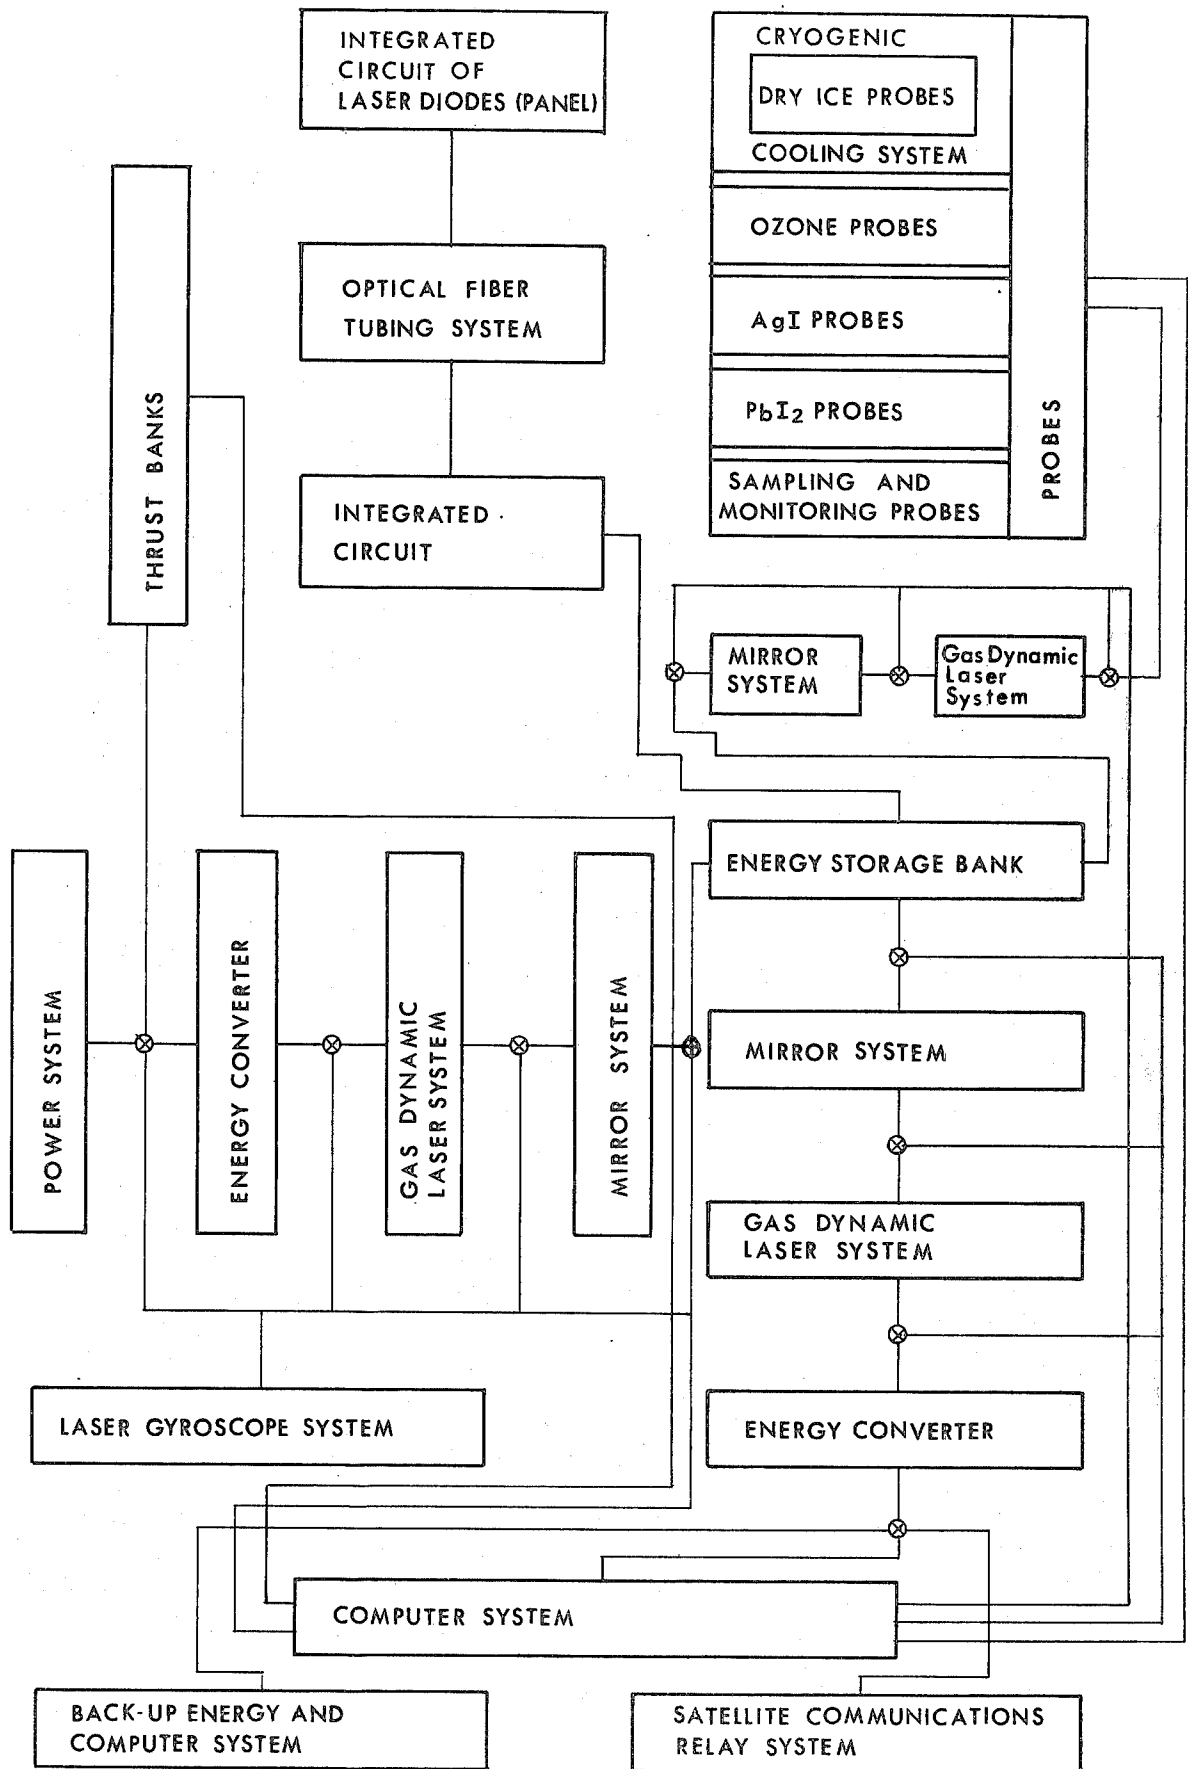 INTEGRATED
CIRCUIT OF
LASER DIODES (PANEL)
CRYOGENIC
DRY ICE PROBES
COOLING SYSTEM
OZONE PROBES
AgI PROBES
PbI2 PROBES
SAMPLING AND
MONITORING PROBES
PROBES
THRUST BANKS
OPTICAL FIBER
TUBING SYSTEM
INTEGRATED
CIRCUIT
MIRROR
SYSTEM
Gas Dynamic
Laser
System
ENERGY STORAGE BANK
POWER SYSTEM
ENERGY CONVERTER
GAS DYNAMIC
LASER SYSTEM
MIRROR SYSTEM
MIRROR SYSTEM
GAS DYNAMIC
LASER SYSTEM
LASER GYROSCOPE SYSTEM
ENERGY CONVERTER
COMPUTER SYSTEM
BACK-UP ENERGY AND
COMPUTER SYSTEM
SATELLITE COMMUNICATIONS
RELAY SYSTEM